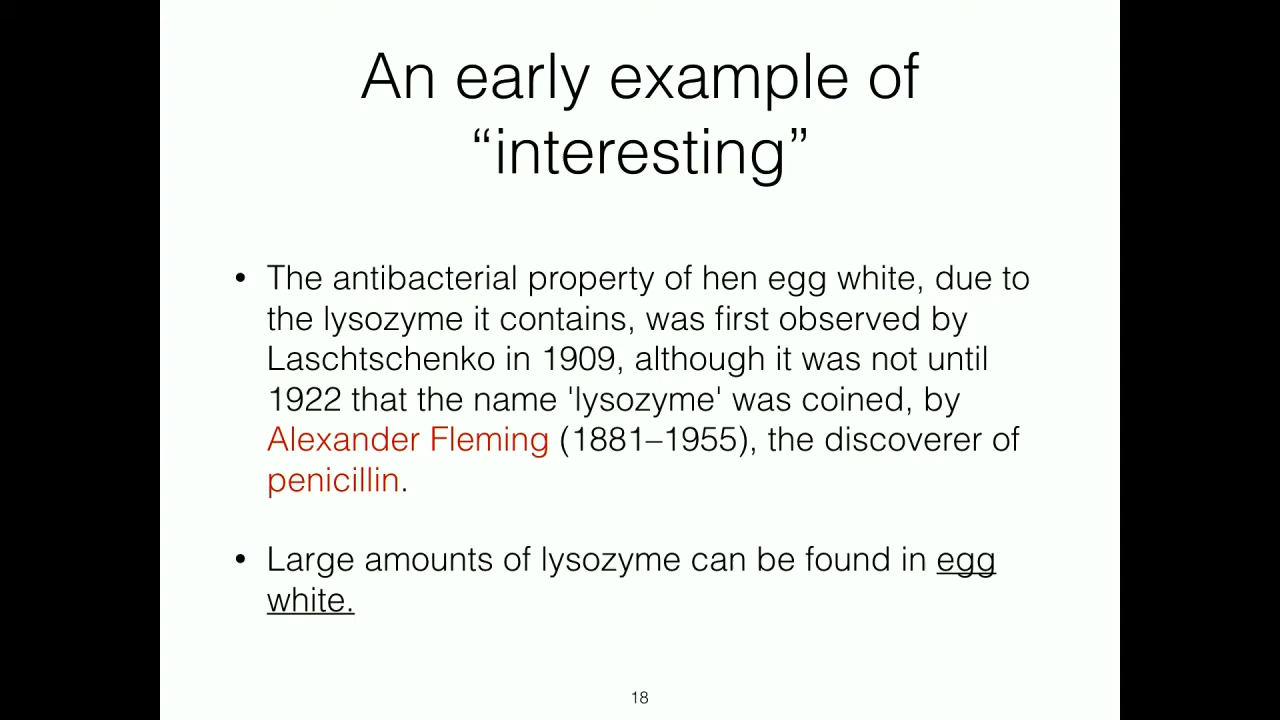 An early example of
“interesting”
• The antibacterial property of hen egg white, due to
the lysozyme it contains, was first observed by
Laschtschenko in 1909, although it was not until
1922 that the name 'lysozyme' was coined, by
Alexander Fleming (1881–1955), the discoverer of
penicillin.
• Large amounts of lysozyme can be found in egg
white.
18